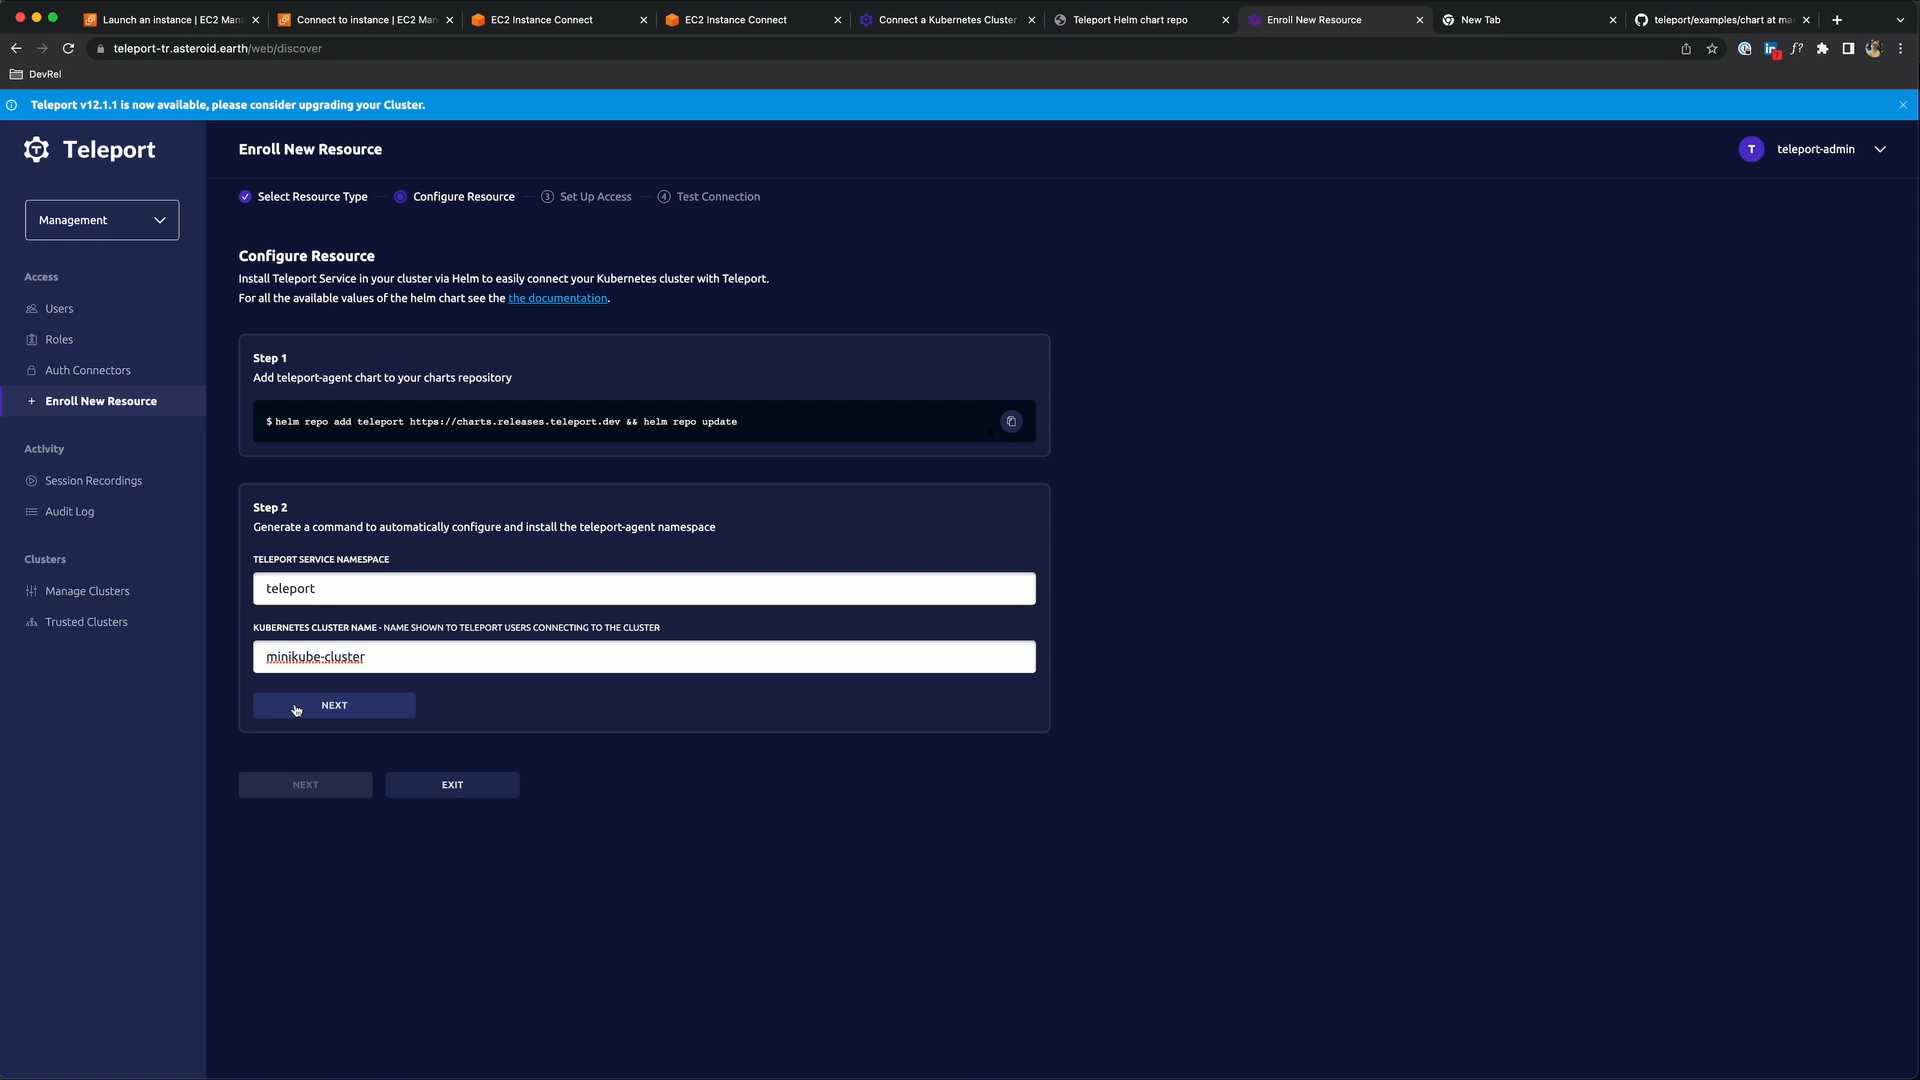 Launch an instance | EC2 Mana
Connect to instance | EC2 Man
EC2 Instance Connect
EC2 Instance Connect
Connect a Kubernetes Cluster
Teleport Helm chart repo
Enroll New Resource
New Tab
teleport/examples/chart at ma
teleport-tr.asteroid.earth/web/discover
DevRel
Teleport v12.1.1 is now available, please consider upgrading your Cluster.
Teleport
Enroll New Resource
T
teleport-admin
Select Resource Type
Configure Resource
3 Set Up Access
4 Test Connection
Management
Access
Users
Roles
Auth Connectors
+ Enroll New Resource
Activity
Session Recordings
Audit Log
Clusters
Manage Clusters
Trusted Clusters
Configure Resource
Install Teleport Service in your cluster via Helm to easily connect your Kubernetes cluster with Teleport.
For all the available values of the helm chart see the the documentation.
Step 1
Add teleport-agent chart to your charts repository
$ helm repo add teleport https://charts.releases.teleport.dev && helm repo update
Step 2
Generate a command to automatically configure and install the teleport-agent namespace
TELEPORT SERVICE NAMESPACE
teleport
KUBERNETES CLUSTER NAME - NAME SHOWN TO TELEPORT USERS CONNECTING TO THE CLUSTER
minikube-cluster
NEXT
NEXT
EXIT